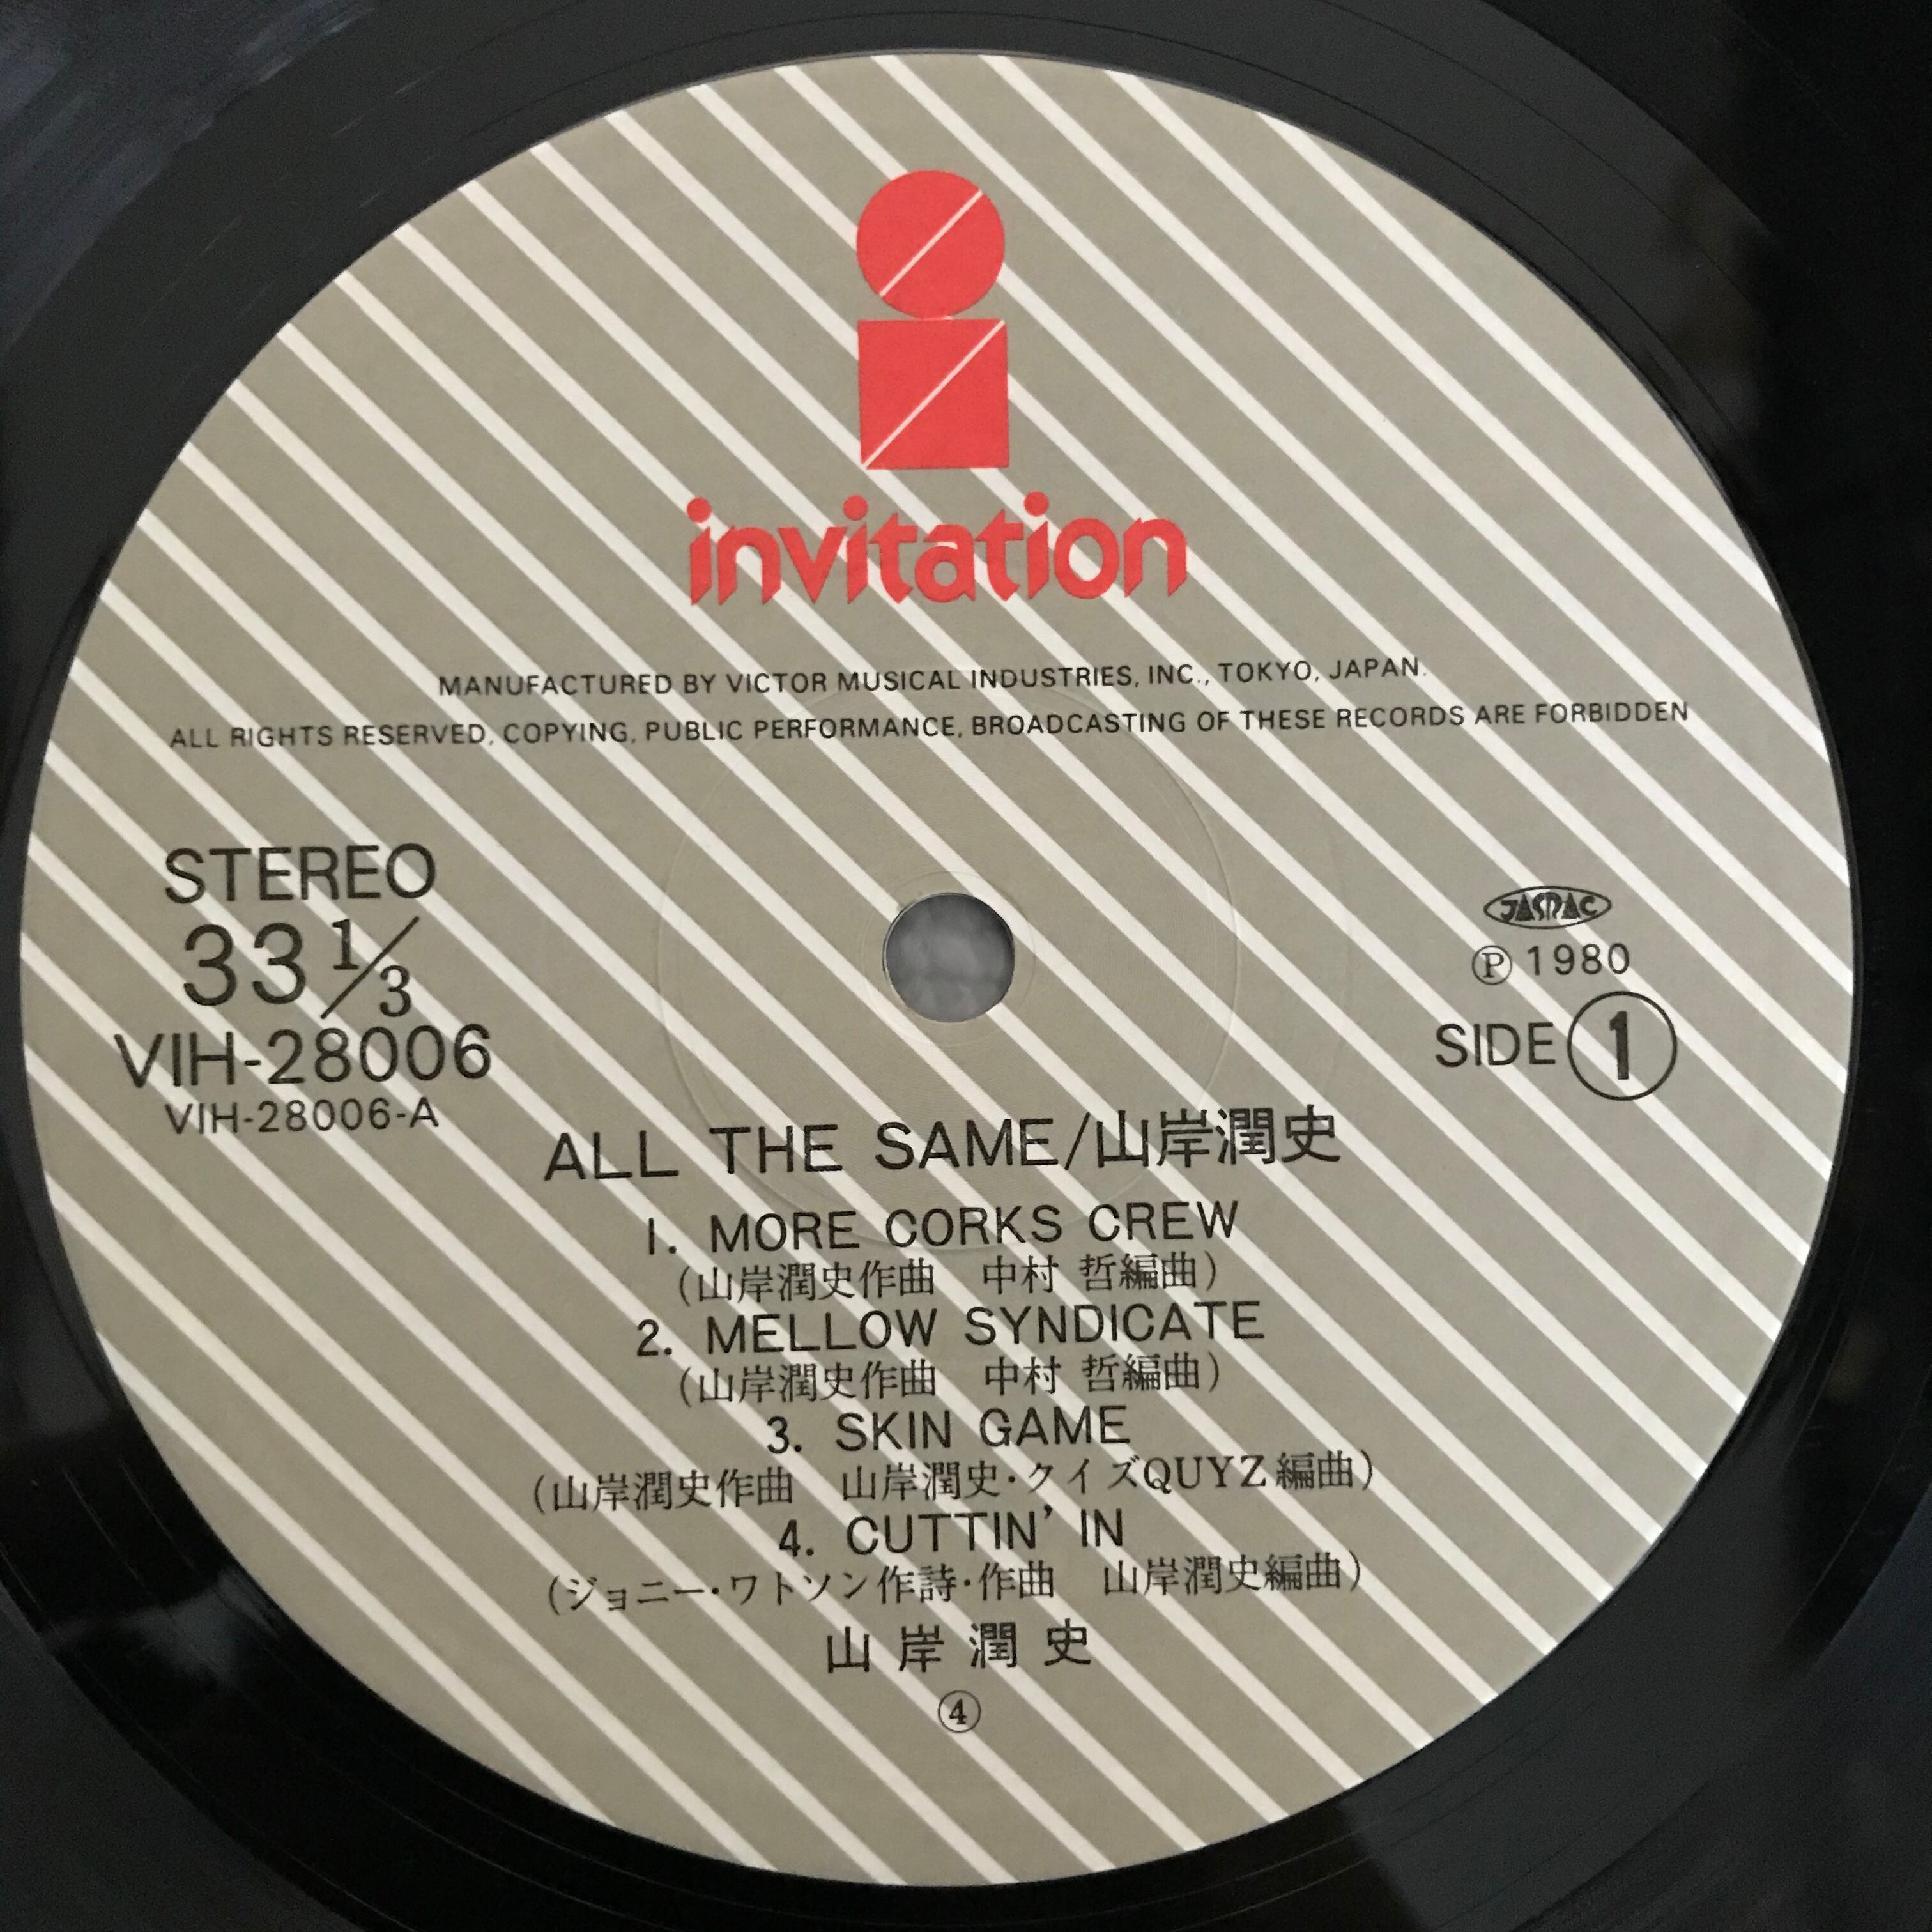 invitation
MANUFACTURED BY VICTOR MUSICAL INDUSTRIES, INC., TOKYO, JAPAN.
ALL RIGHTS RESERVED, COPYING, PUBLIC PERFORMANCE, BROADCASTING OF THESE RECORDS ARE FORBIDDEN
STEREO
33 1/3
VIH-28006
VIH-28006-A
JASRAC
Ⓟ 1980
SIDE 1
ALL THE SAME/山岸潤史
1. MORE CORKS CREW
(山岸潤史作曲　中村 哲編曲)
2. MELLOW SYNDICATE
(山岸潤史作曲　中村 哲編曲)
3. SKIN GAME
(山岸潤史作曲　山岸潤史・クイズQUYZ編曲)
4. CUTTIN' IN
(ジョニー・ワトソン作詩・作曲　山岸潤史編曲)
山岸潤史
④